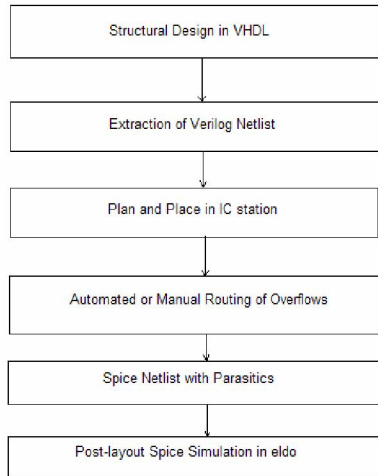 Structural Design in VHDL
Extraction of Verilog Netlist
Plan and Place in IC station
Automated or Manual Routing of Overflows
Spice Netlist with Parasitics
Post-layout Spice Simulation in eldo